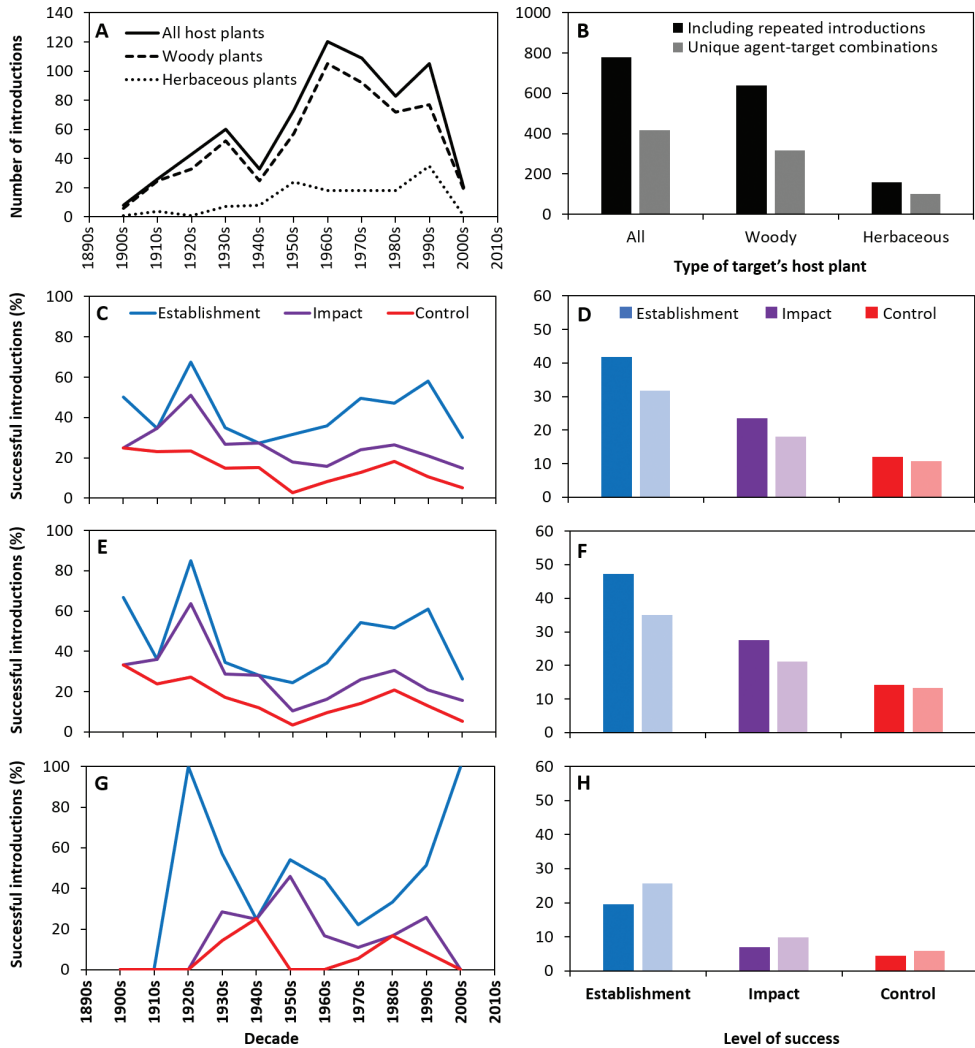 A
Number of introductions
140
120
100
80
60
40
20
0
All host plants
Woody plants
Herbaceous plants
1890s
1900s
1910s
1920s
1930s
1940s
1950s
1960s
1970s
1980s
1990s
2000s
2010s
B
1000
800
600
400
200
0
Including repeated introductions
Unique agent-target combinations
All
Woody
Herbaceous
Type of target's host plant
C
Successful introductions (%)
100
80
60
40
20
0
Establishment
Impact
Control
D
60
50
40
30
20
10
0
Establishment
Impact
Control
E
Successful introductions (%)
100
80
60
40
20
0
F
60
50
40
30
20
10
0
G
Successful introductions (%)
100
80
60
40
20
0
1890s
1900s
1910s
1920s
1930s
1940s
1950s
1960s
1970s
1980s
1990s
2000s
2010s
Decade
H
60
50
40
30
20
10
0
Establishment
Impact
Control
Level of success